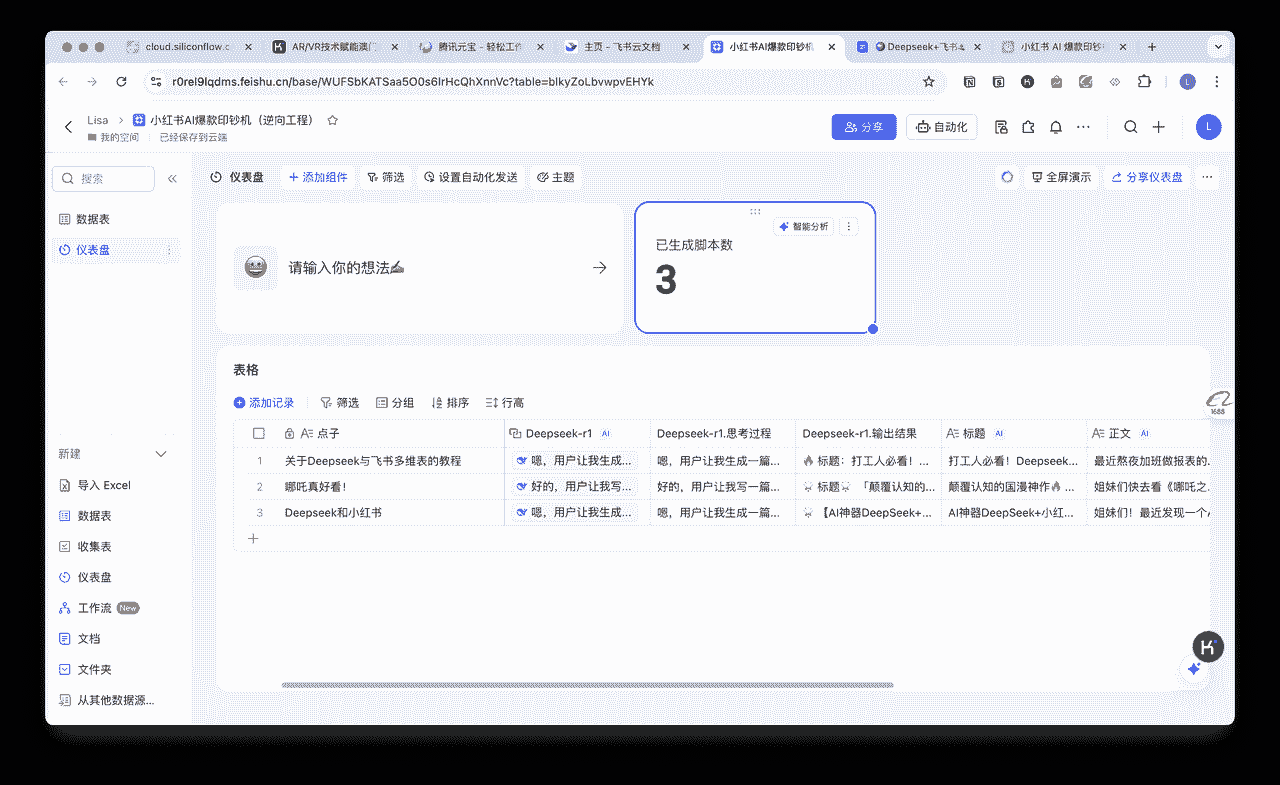 cloud.siliconflow.c
AR/VR技术赋能澳门
腾讯元宝 - 轻松工作
主页 - 飞书云文档
小红书AI爆款印钞机
Deepseek+飞书
小红书 AI 爆款印钞
r0rel9lqdms.feishu.cn/base/WUFSbKATSaa5O0s6IrHcQhXnnVc?table=blkyZoLbvwpvEHYk
Lisa
小红书AI爆款印钞机（逆向工程）
我的空间
已经保存到云端
分享
自动化
L
搜索
仪表盘
添加组件
筛选
设置自动化发送
主题
全屏演示
分享仪表盘
数据表
仪表盘
请输入你的想法✍
智能分析
已生成脚本数
3
表格
添加记录
筛选
分组
排序
行高
1688
点子 Deepseek-r1 AI Deepseek-r1.思考过程 Deepseek-r1.输出结果 标题 AI 正文 AI
1 关于Deepseek与飞书多维表的教程 嗯，用户让我生成... 嗯，用户让我生成一篇... 🔥标题：打工人必看！... 打工人必看！Deepseek... 最近熬夜加班做报表的.
2 哪吒真好看！ 好的，用户让我写... 好的，用户让我写一篇... 标题 「颠覆认知的... 颠覆认知的国漫神作🔥... 姐妹们快去看《哪吒之.
3 Deepseek和小红书 嗯，用户让我生成... 嗯，用户让我生成一篇... 【AI神器DeepSeek+... AI神器DeepSeek+小红... 姐妹们！最近发现一个
新建
导入 Excel
数据表
收集表
仪表盘
工作流 New
文档
文件夹
从其他数据源...